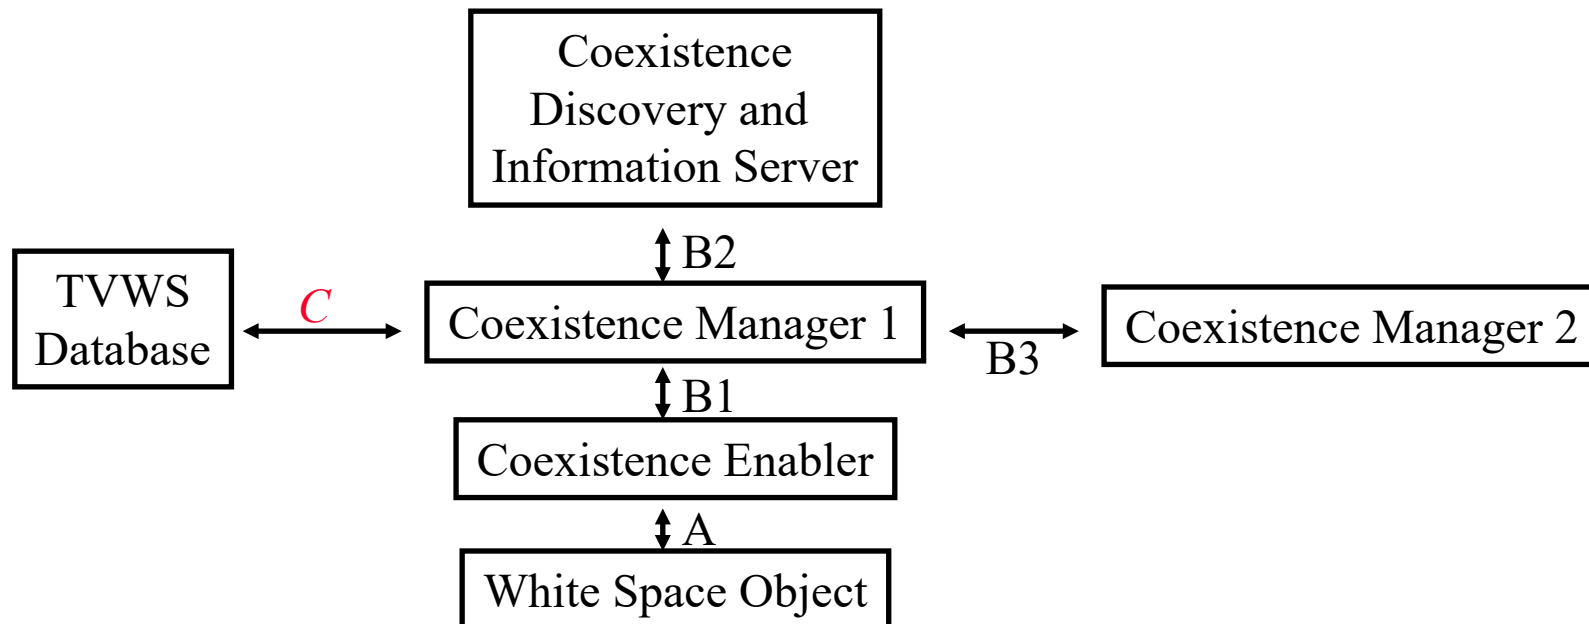 Coexistence
Discovery and
Information Server
B2
TVWS
Database
C
Coexistence Manager 1
B3
Coexistence Manager 2
B1
Coexistence Enabler
A
White Space Object